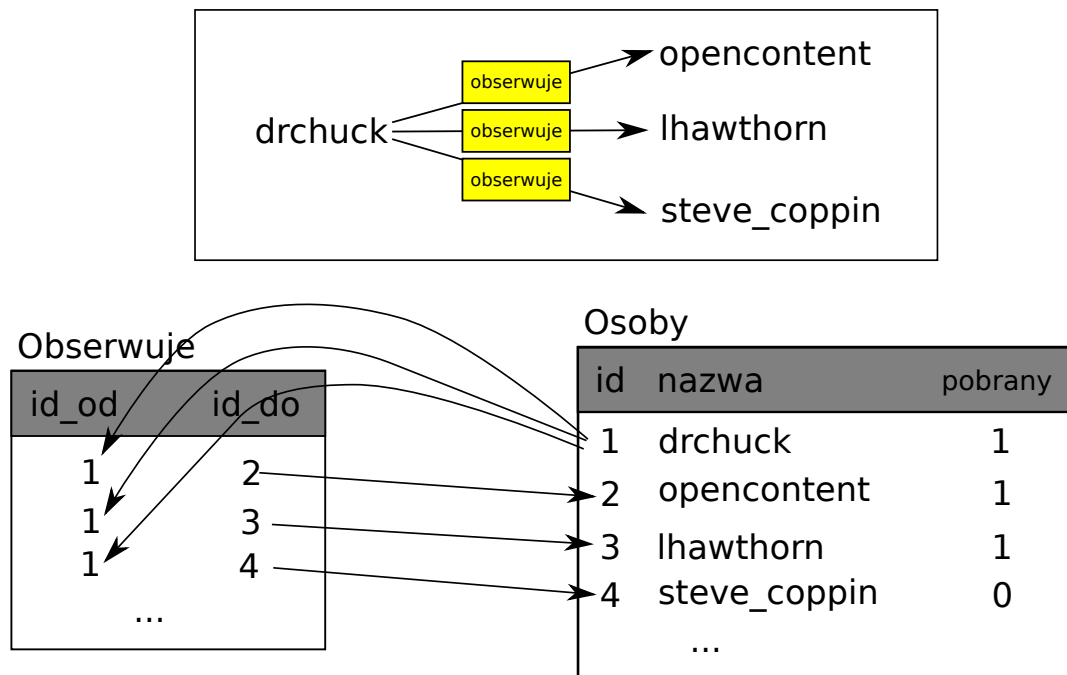 opencontent
obserwuje
drchuck
obserwuje
lhawthorn
obserwuje
steve_coppin
Obserwuje
id_od id_do
1 2
1 3
1 4
...
Osoby
id nazwa pobrany
1 drchuck 1
2 opencontent 1
3 lhawthorn 1
4 steve_coppin 0
...